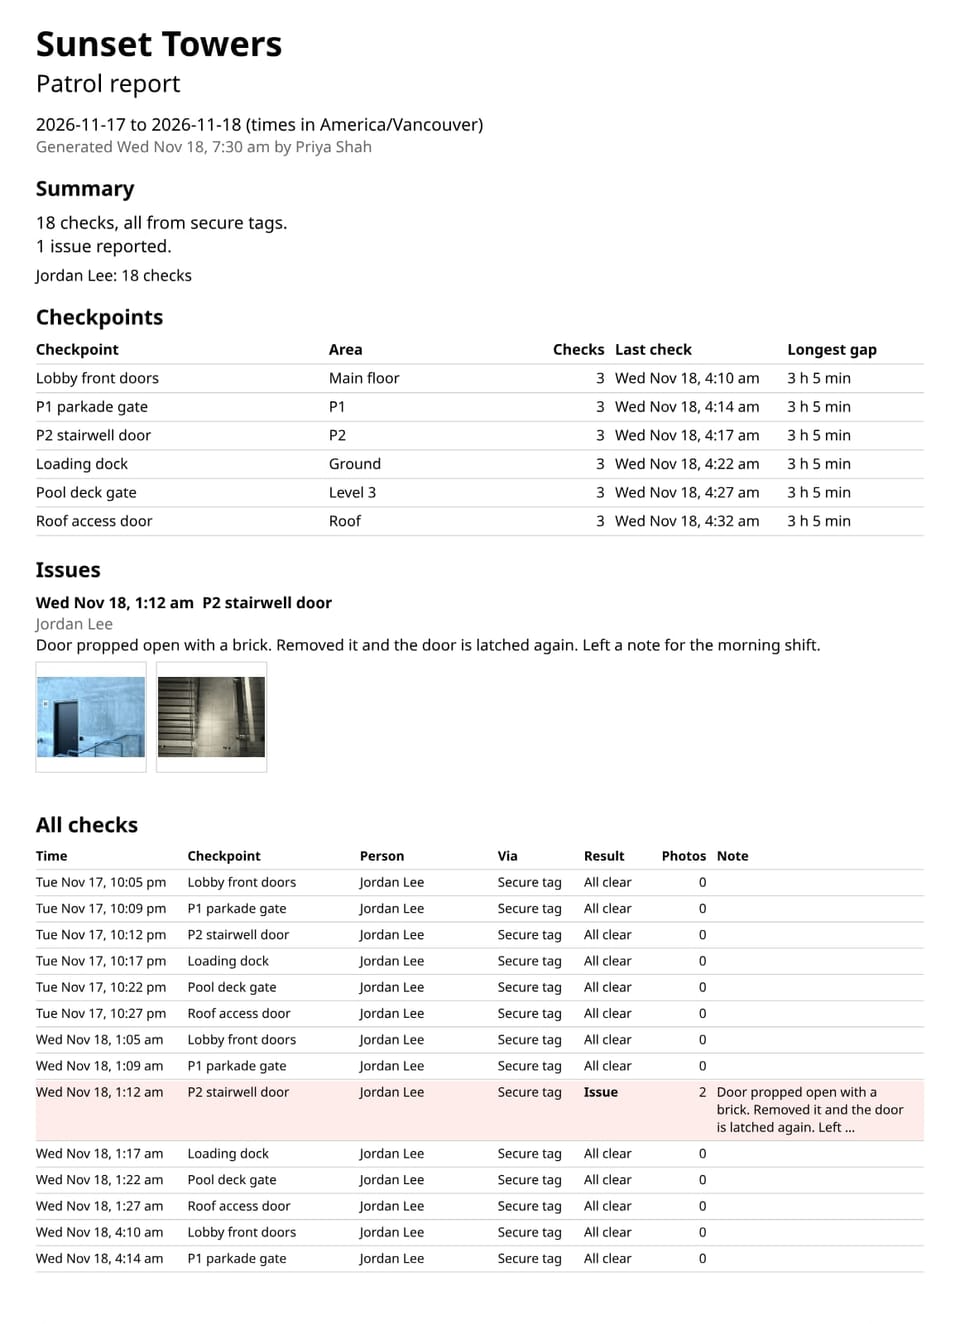 Sunset Towers
Patrol report
2026-11-17 to 2026-11-18 (times in America/Vancouver)
Generated Wed Nov 18, 7:30 am by Priya Shah
Summary
18 checks, all from secure tags.
1 issue reported.
Jordan Lee: 18 checks
Checkpoints
Checkpoint Area Checks Last check Longest gap
Lobby front doors Main floor 3 Wed Nov 18, 4:10 am 3 h 5 min
P1 parkade gate P1 3 Wed Nov 18, 4:14 am 3 h 5 min
P2 stairwell door P2 3 Wed Nov 18, 4:17 am 3 h 5 min
Loading dock Ground 3 Wed Nov 18, 4:22 am 3 h 5 min
Pool deck gate Level 3 3 Wed Nov 18, 4:27 am 3 h 5 min
Roof access door Roof 3 Wed Nov 18, 4:32 am 3 h 5 min
Issues
Wed Nov 18, 1:12 am P2 stairwell door
Jordan Lee
Door propped open with a brick. Removed it and the door is latched again. Left a note for the morning shift.
All checks
Time Checkpoint Person Via Result Photos Note
Tue Nov 17, 10:05 pm Lobby front doors Jordan Lee Secure tag All clear 0
Tue Nov 17, 10:09 pm P1 parkade gate Jordan Lee Secure tag All clear 0
Tue Nov 17, 10:12 pm P2 stairwell door Jordan Lee Secure tag All clear 0
Tue Nov 17, 10:17 pm Loading dock Jordan Lee Secure tag All clear 0
Tue Nov 17, 10:22 pm Pool deck gate Jordan Lee Secure tag All clear 0
Tue Nov 17, 10:27 pm Roof access door Jordan Lee Secure tag All clear 0
Wed Nov 18, 1:05 am Lobby front doors Jordan Lee Secure tag All clear 0
Wed Nov 18, 1:09 am P1 parkade gate Jordan Lee Secure tag All clear 0
Wed Nov 18, 1:12 am P2 stairwell door Jordan Lee Secure tag Issue 2 Door propped open with a
brick. Removed it and the door
is latched again. Left ...
Wed Nov 18, 1:17 am Loading dock Jordan Lee Secure tag All clear 0
Wed Nov 18, 1:22 am Pool deck gate Jordan Lee Secure tag All clear 0
Wed Nov 18, 1:27 am Roof access door Jordan Lee Secure tag All clear 0
Wed Nov 18, 4:10 am Lobby front doors Jordan Lee Secure tag All clear 0
Wed Nov 18, 4:14 am P1 parkade gate Jordan Lee Secure tag All clear 0